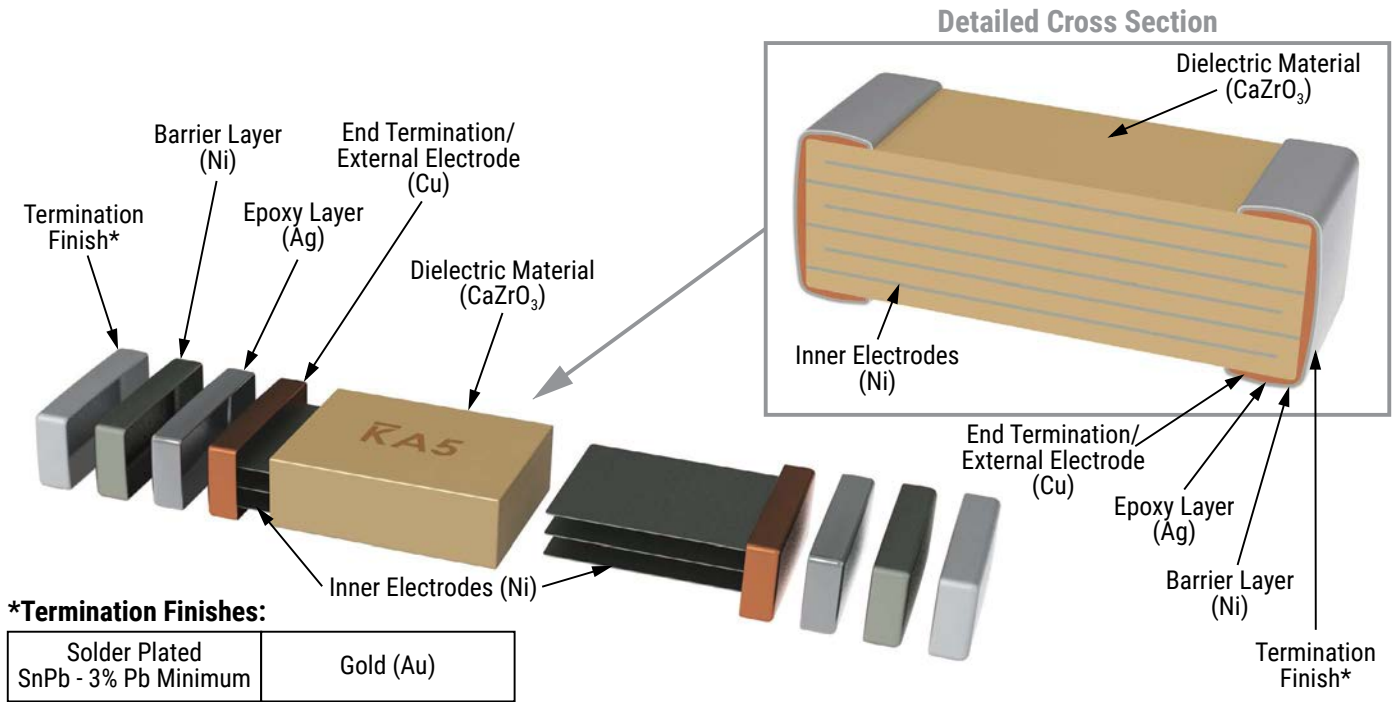 Detailed Cross Section
Dielectric Material
(CaZrO₃)
Inner Electrodes
(Ni)
End Termination/
External Electrode
(Cu)
Epoxy Layer
(Ag)
Barrier Layer
(Ni)
Termination
Finish*
Termination
Finish*
Barrier Layer
(Ni)
Epoxy Layer
(Ag)
End Termination/
External Electrode
(Cu)
Dielectric Material
(CaZrO₃)
KA5
Inner Electrodes (Ni)
*Termination Finishes:
Solder Plated
SnPb - 3% Pb Minimum
Gold (Au)